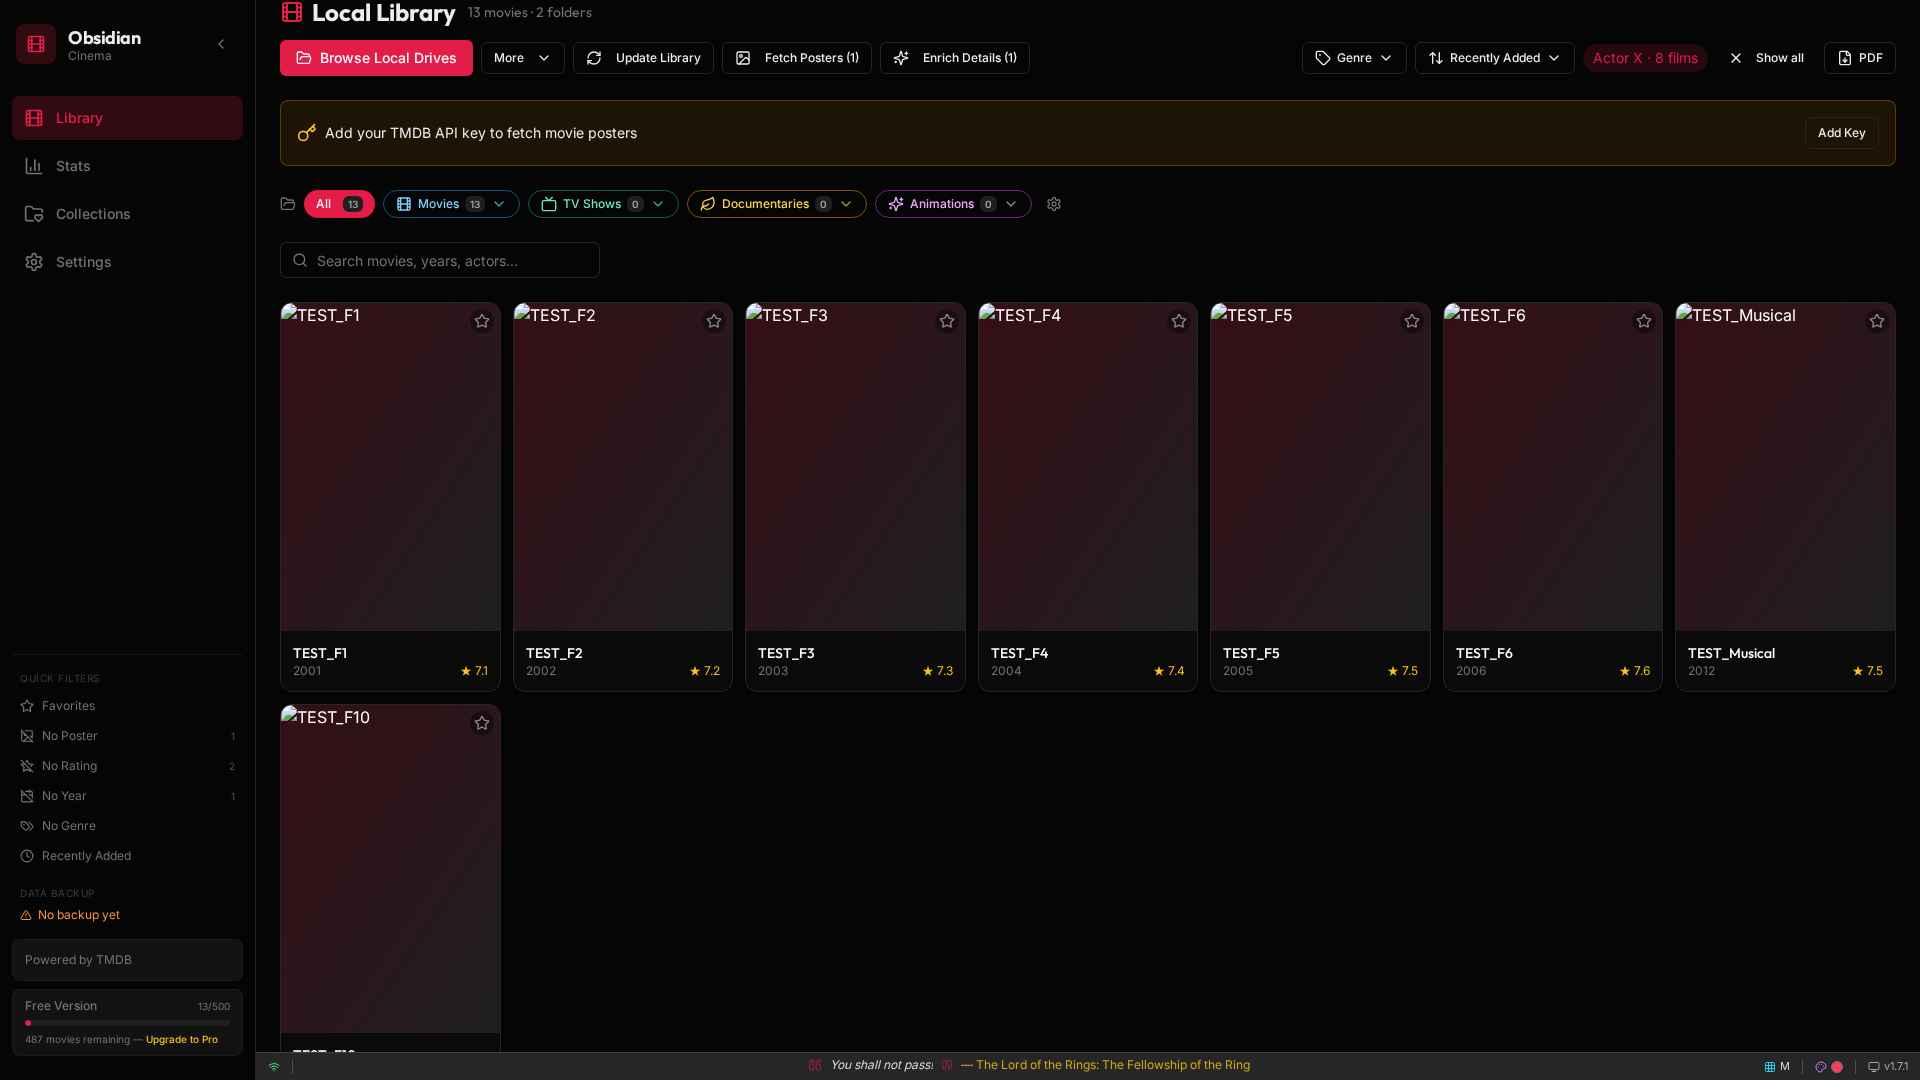 Obsidian
Cinema
Library
Stats
Collections
Settings
QUICK FILTERS
Favorites
No Poster 1
No Rating 2
No Year 1
No Genre
Recently Added
DATA BACKUP
No backup yet
Powered by TMDB
Free Version 13/500
487 movies remaining — Upgrade to Pro
Local Library 13 movies · 2 folders
Browse Local Drives More Update Library Fetch Posters (1) Enrich Details (1) Genre Recently Added Actor X · 8 films Show all PDF
Add your TMDB API key to fetch movie posters Add Key
All 13 Movies 13 TV Shows 0 Documentaries 0 Animations 0
Search movies, years, actors...
TEST_F1 TEST_F2 TEST_F3 TEST_F4 TEST_F5 TEST_F6 TEST_Musical
TEST_F1 TEST_F2 TEST_F3 TEST_F4 TEST_F5 TEST_F6 TEST_Musical
2001 ★ 7.1 2002 ★ 7.2 2003 ★ 7.3 2004 ★ 7.4 2005 ★ 7.5 2006 ★ 7.6 2012 ★ 7.5
TEST_F10
TEST_F10
You shall not pass! — The Lord of the Rings: The Fellowship of the Ring M v1.7.1